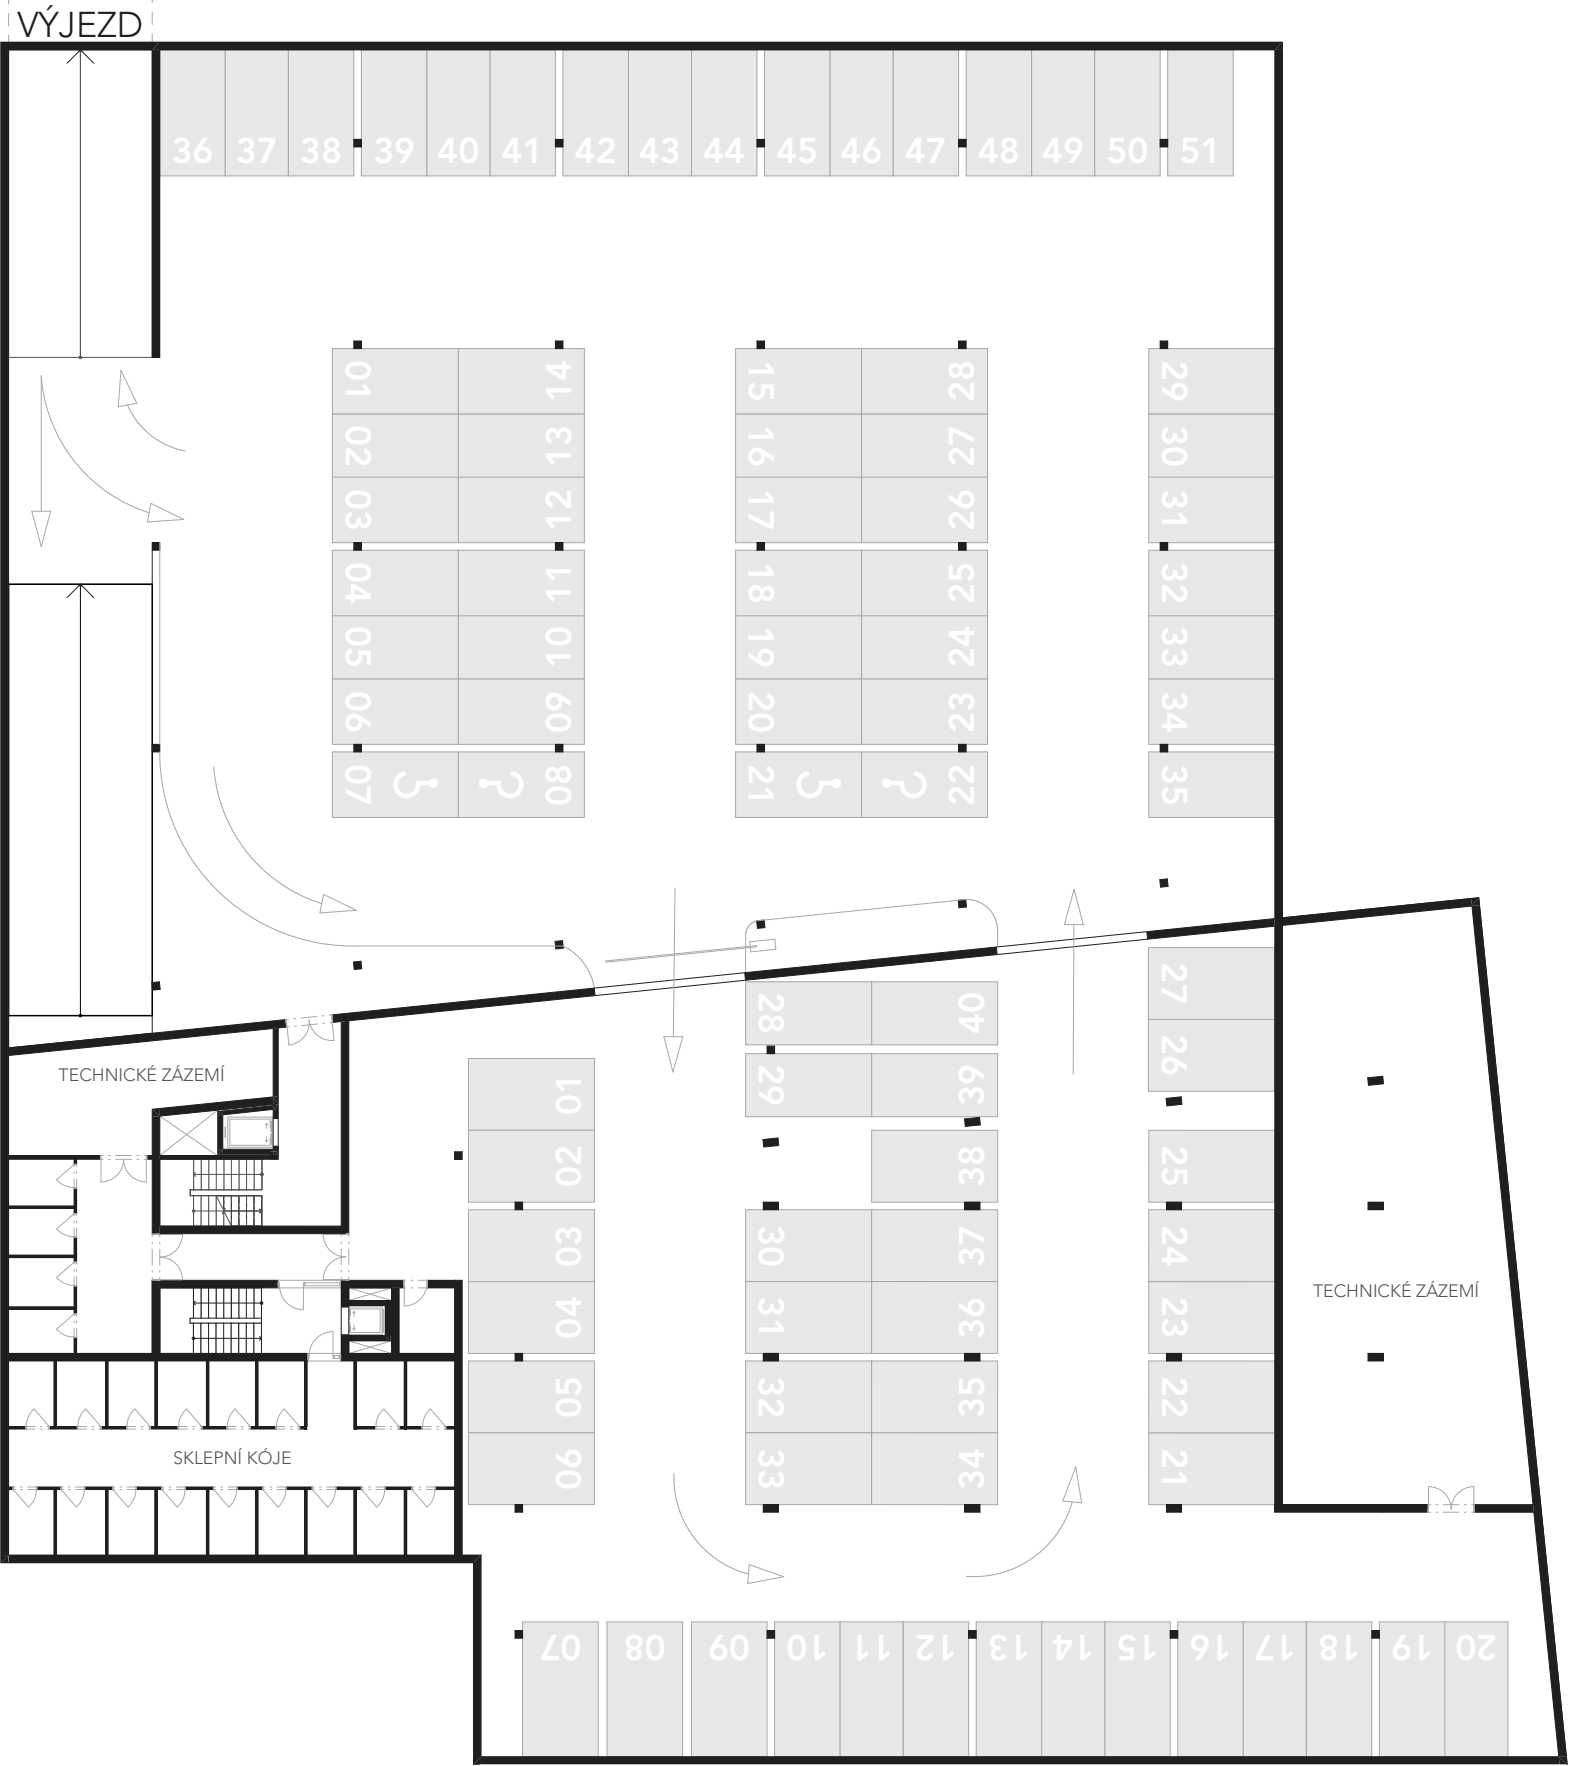 VÝJEZD
36 37 38 39 40 41 42 43 44 45 46 47 48 49 50 51
01 14 15 28 29
02 13 16 27 30
03 12 17 26 31
04 11 18 25 32
05 10 19 24 33
06 09 20 23 34
07 08 21 22 35
27
28 40
26
TECHNICKÉ ZÁZEMÍ
29 39
01
02 38 25
03 30 37 24
TECHNICKÉ ZÁZEMÍ
04 31 36 23
05 32 35 22
SKLEPNÍ KÓJE
06 33 34 21
07 08 09 10 11 12 13 14 15 16 17 18 19 20